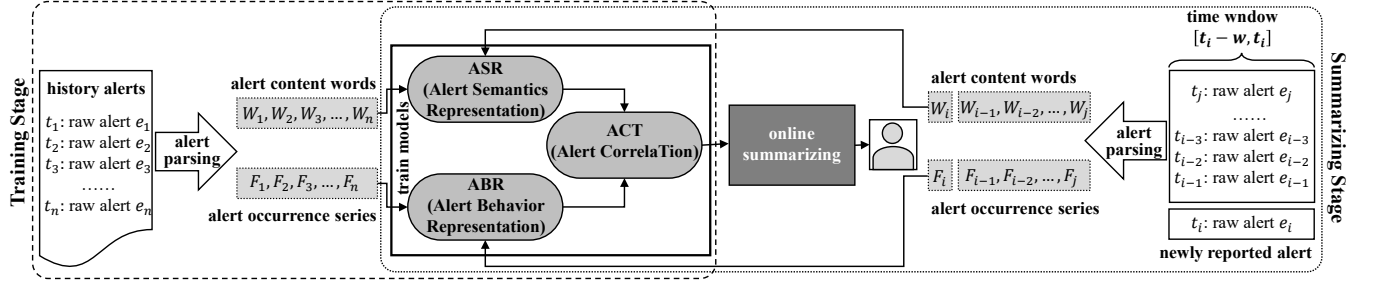 Training Stage
history alerts
t₁: raw alert e₁
t₂: raw alert e₂
t₃: raw alert e₃
……
tₙ: raw alert eₙ
alert
parsing
alert content words
W₁, W₂, W₃, …, Wₙ
F₁, F₂, F₃, …, Fₙ
alert occurrence series
train models
ASR
(Alert Semantics
Representation)
ACT
(Alert CorrelaTion)
ABR
(Alert Behavior
Representation)
online
summarizing
alert content words
Wᵢ
Wᵢ₋₁, Wᵢ₋₂, …, Wⱼ
Fᵢ
Fᵢ₋₁, Fᵢ₋₂, …, Fⱼ
alert occurrence series
alert
parsing
time wndow
[tᵢ − w, tᵢ]
tⱼ: raw alert eⱼ
……
tᵢ₋₃: raw alert eᵢ₋₃
tᵢ₋₂: raw alert eᵢ₋₂
tᵢ₋₁: raw alert eᵢ₋₁
tᵢ: raw alert eᵢ
newly reported alert
Summarizing Stage